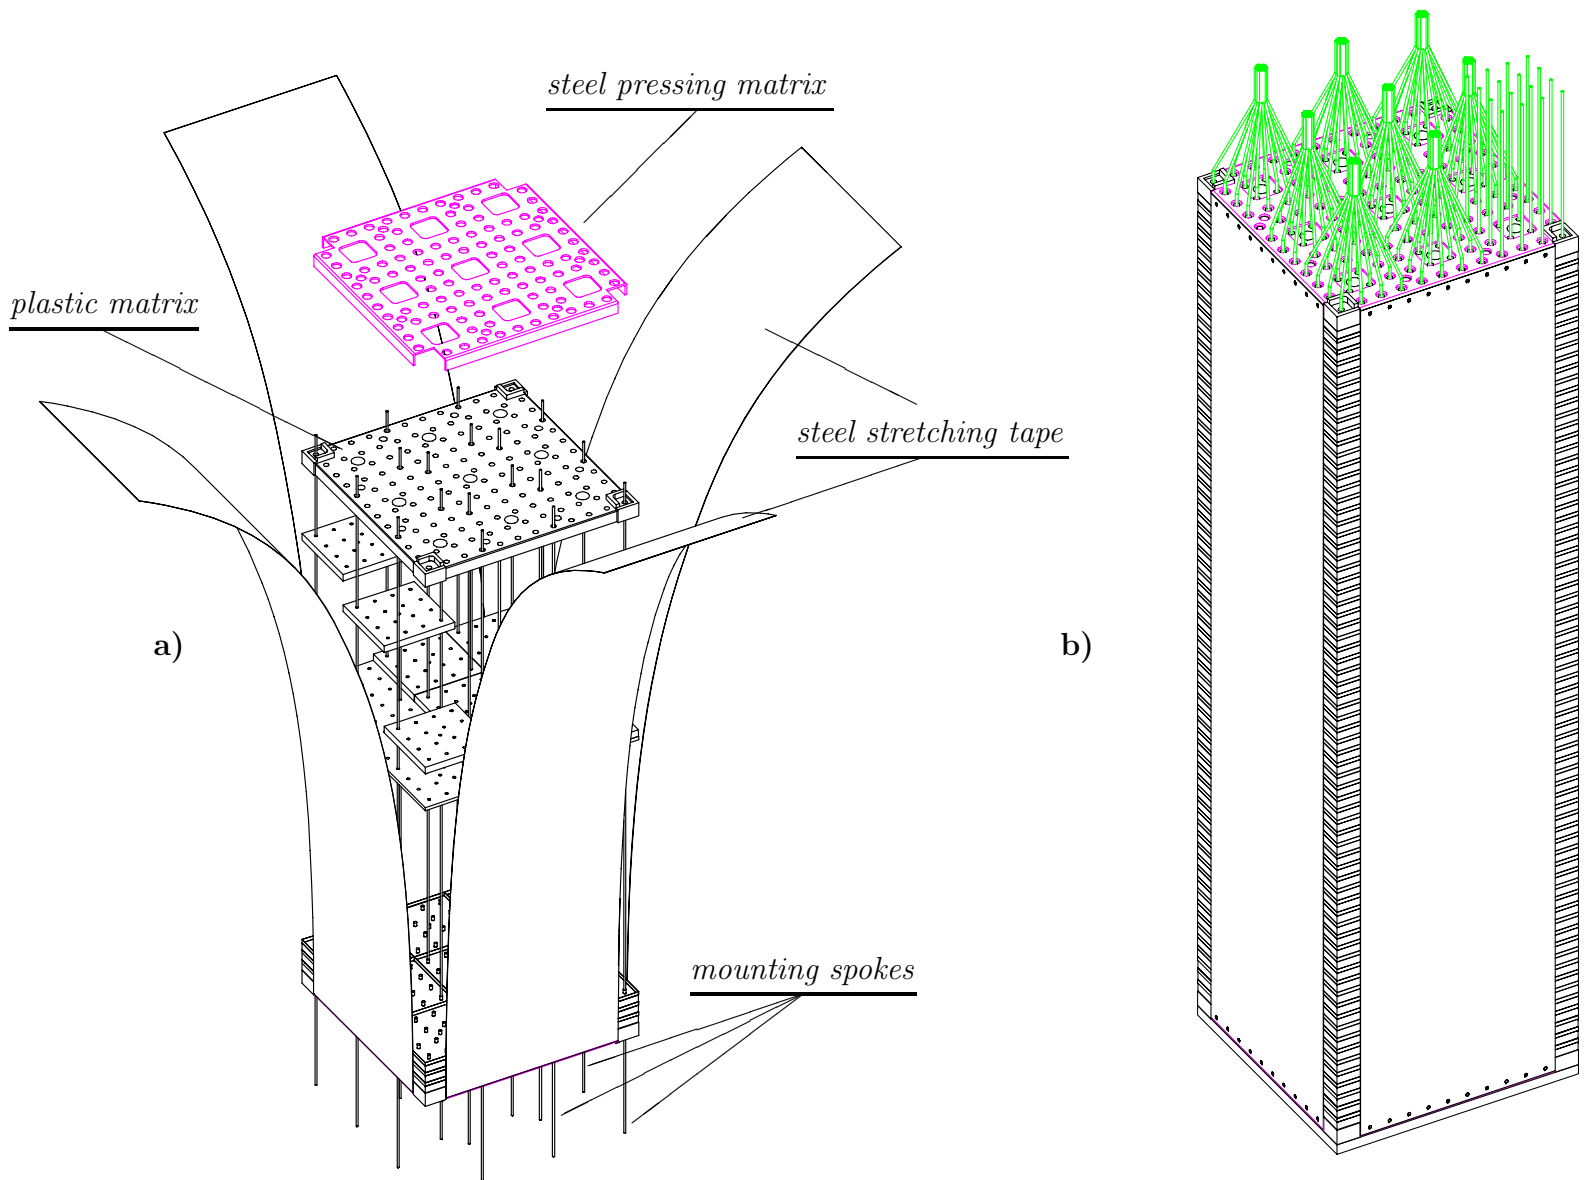 steel pressing matrix
plastic matrix
steel stretching tape
a)
b)
mounting spokes